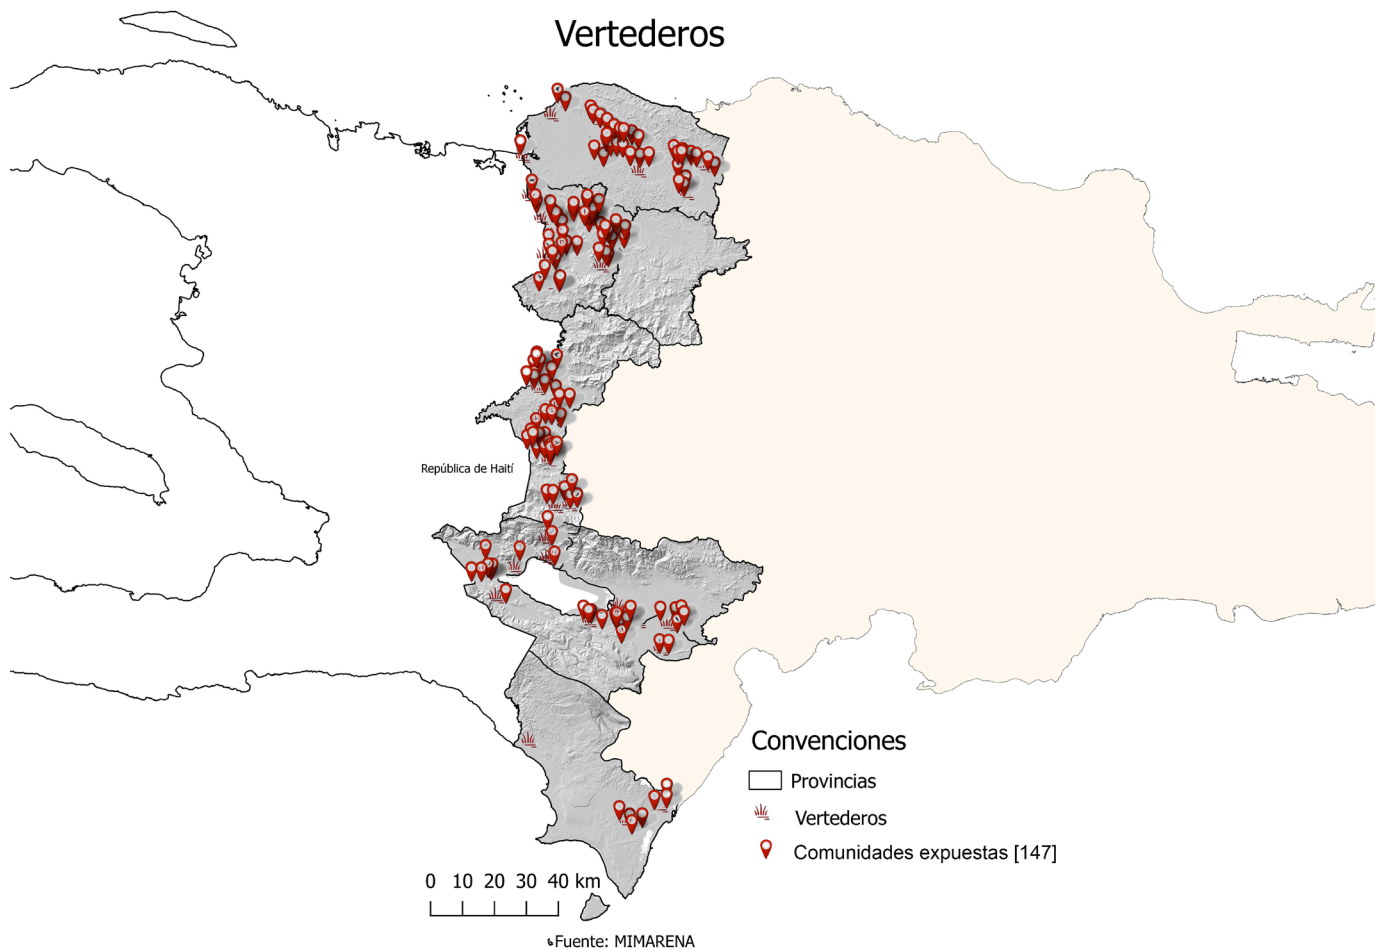 Vertederos
República de Haití
Convenciones
Provincias
Vertederos
Comunidades expuestas [147]
0 10 20 30 40 km
Fuente: MIMARENA